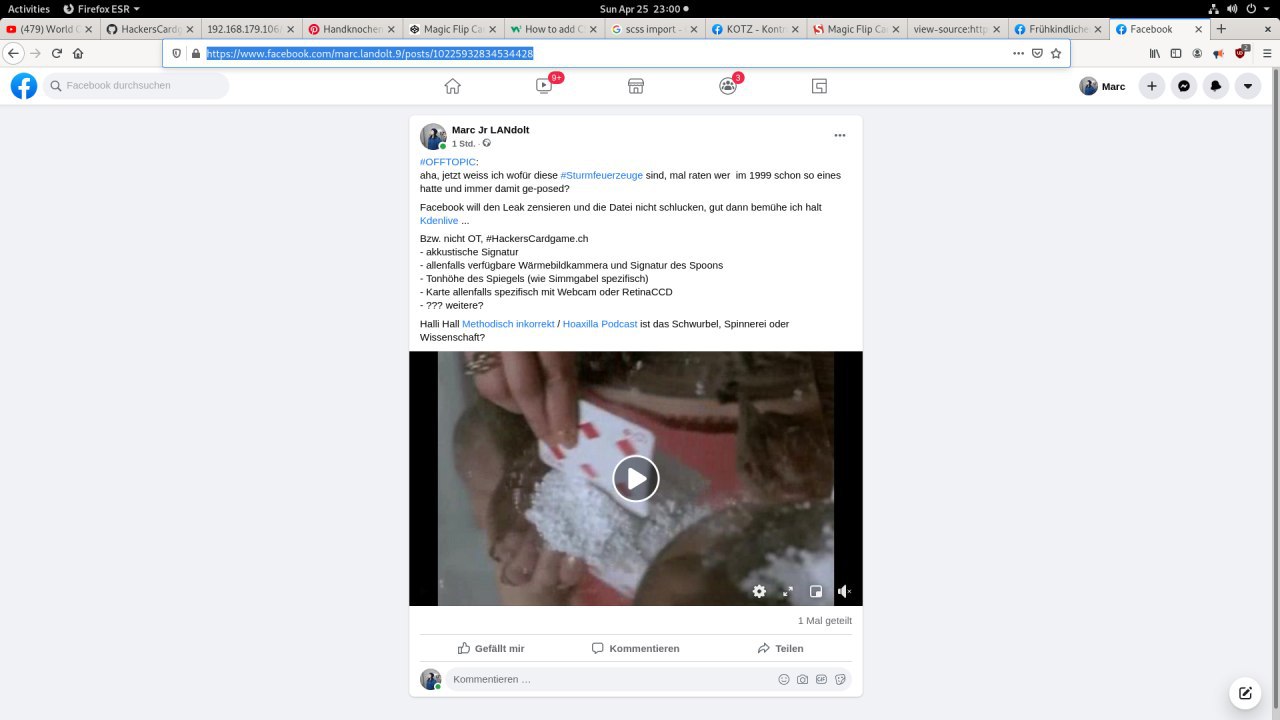 Activities Firefox ESR Sun Apr 25 23:00
(479)World C HackersCardg 192.168.179.106/ Handknochen Magic Flip Ca How to add C scss import - KOTZ - Kontr Magic Flip Ca view-source:http Frühkindliche Facebook
https://www.facebook.com/marc.landolt.9/posts/10225932834534428
2
Facebook durchsuchen 9+ 3 Marc
Marc Jr LANdolt
1 Std. ·
#OFFTOPIC:
aha, jetzt weiss ich wofür diese #Sturmfeuerzeuge sind, mal raten wer im 1999 schon so eines
hatte und immer damit ge-posed?
Facebook will den Leak zensieren und die Datei nicht schlucken, gut dann bemühe ich halt
Kdenlive ...
Bzw. nicht OT, #HackersCardgame.ch
- akkustische Signatur
- allenfalls verfügbare Wärmebildkammera und Signatur des Spoons
- Tonhöhe des Spiegels (wie Simmgabel spezifisch)
- Karte allenfalls spezifisch mit Webcam oder RetinaCCD
- ??? weitere?
Halli Hall Methodisch inkorrekt / Hoaxilla Podcast ist das Schwurbel, Spinnerei oder
Wissenschaft?
1 Mal geteilt
Gefällt mir Kommentieren Teilen
Kommentieren … GIF